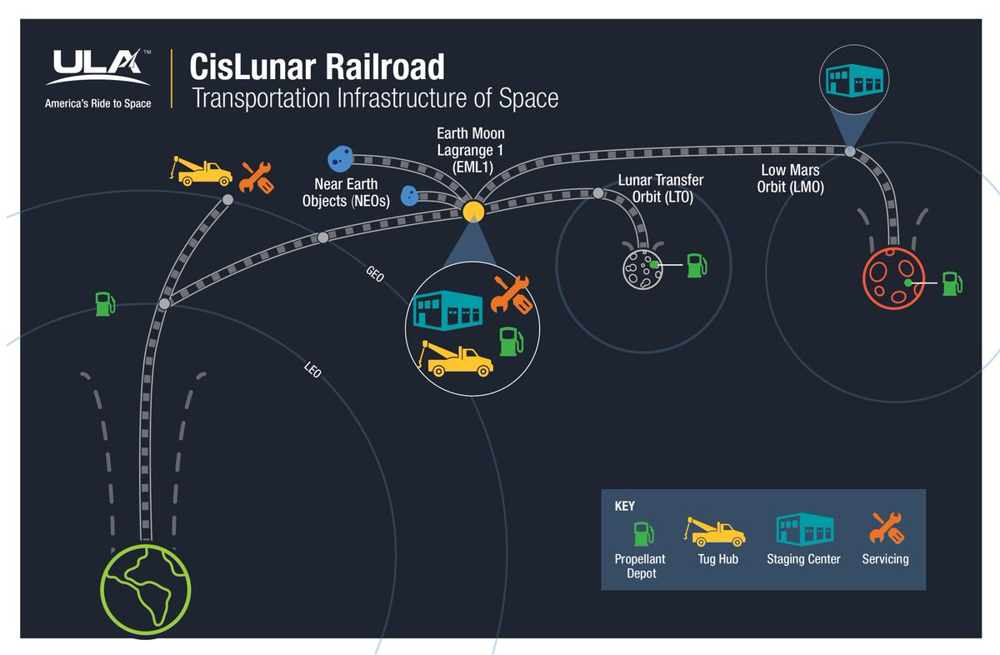 ULA™
America's Ride to Space
CisLunar Railroad
Transportation Infrastructure of Space
Earth Moon
Lagrange 1
(EML1)
Near Earth
Objects (NEOs)
Lunar Transfer
Orbit (LTO)
Low Mars
Orbit (LMO)
GEO
LEO
KEY
Propellant
Depot
Tug Hub
Staging Center
Servicing